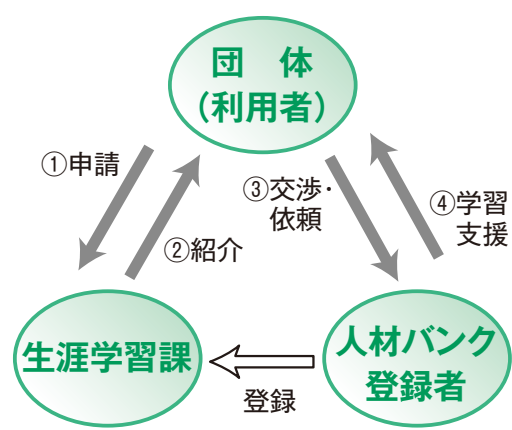 団　体
（利用者）
①申請
②紹介
③交渉・
依頼
④学習
支援
生涯学習課
人材バンク
登録者
登録